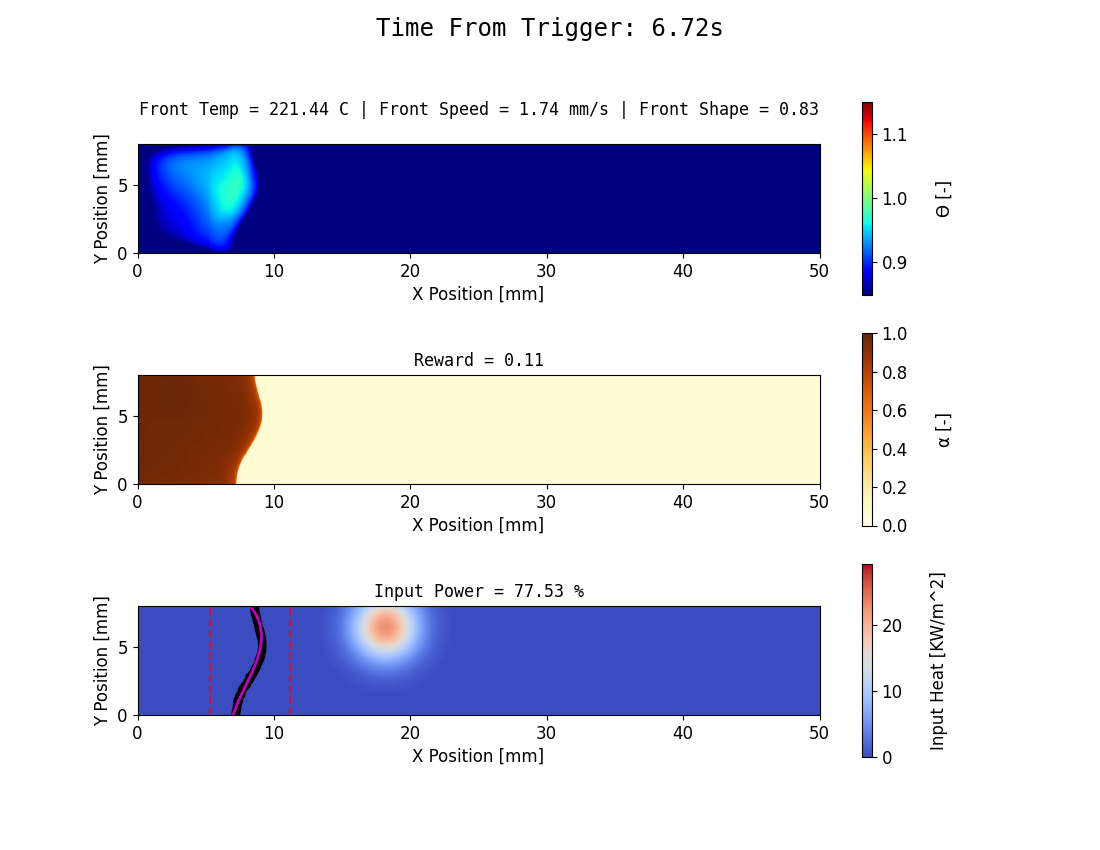 Time From Trigger: 6.72s
Front Temp = 221.44 C | Front Speed = 1.74 mm/s | Front Shape = 0.83
Y Position [mm]
5
0
0 10 20 30 40 50
X Position [mm]
1.1
1.0
0.9
Θ [-]
Reward = 0.11
Y Position [mm]
5
0
0 10 20 30 40 50
X Position [mm]
1.0
0.8
0.6
0.4
0.2
0.0
α [-]
Input Power = 77.53 %
Y Position [mm]
5
0
0 10 20 30 40 50
X Position [mm]
20
10
0
Input Heat [KW/m^2]